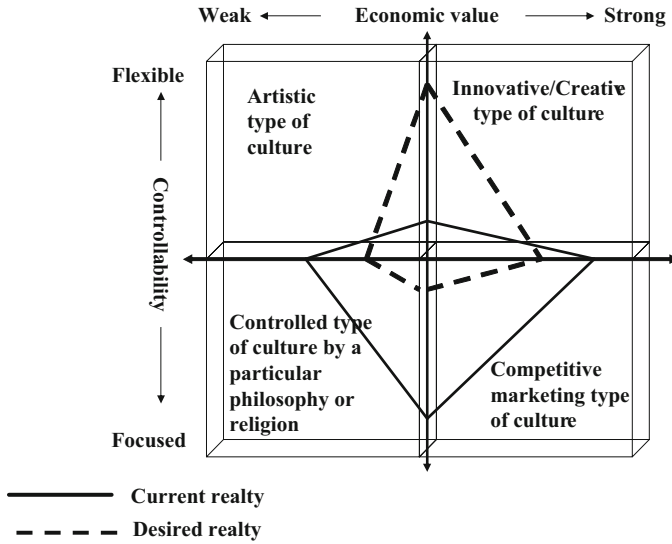 Weak Economic value Strong
Flexible
Controllability
Focused
Artistic
type of
culture
Innovative/Creative
type of culture
Controlled type
of culture by a
particular
philosophy or
religion
Competitive
marketing type
of culture
Current realty
Desired realty